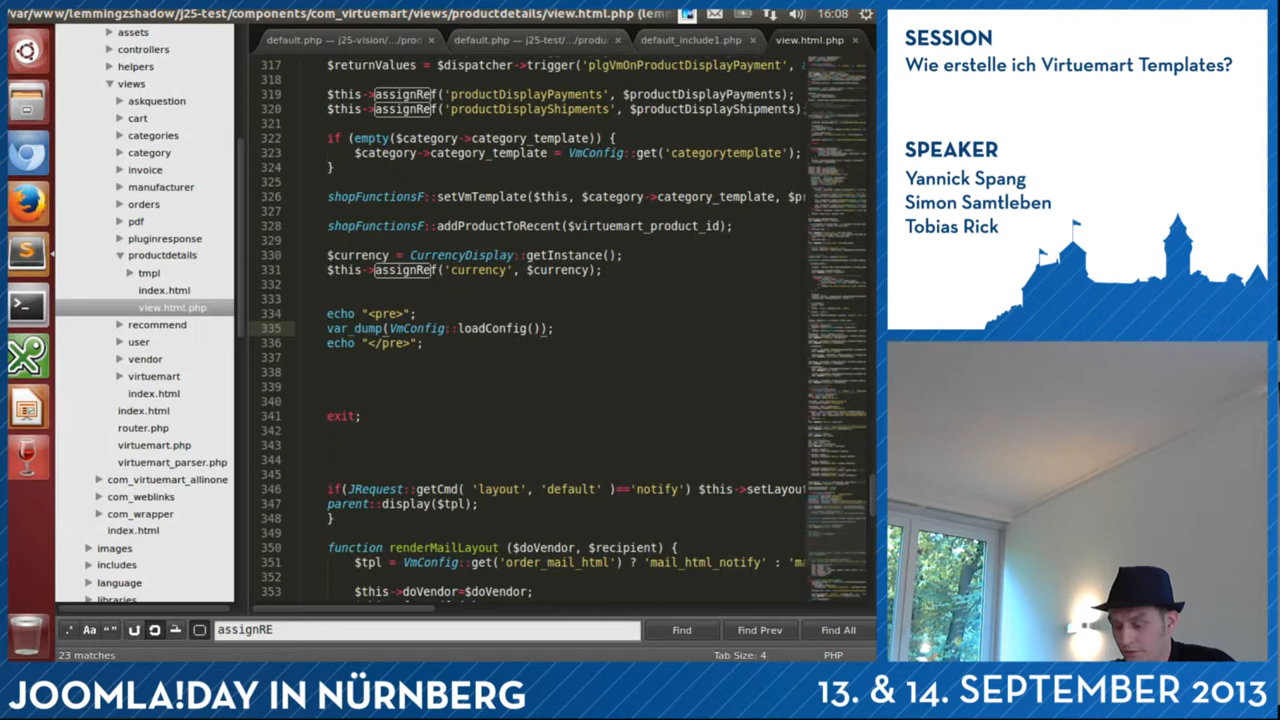 var/www/lemmingzshadow/j25-test/components/com_virtuemart/views/productdetails/view.html.php (lem
16:08
default.php — j25-vision/.../pro
default.php — j25-test/.../produ
default_include1.php
view.html.php
assets
controllers
helpers
views
askquestion
cart
categories
category
invoice
manufacturer
orders
pdf
pluginresponse
productdetails
tmpl
index.html
view.html.php
recommend
user
vendor
virtuemart
index.html
index.html
router.php
virtuemart.php
virtuemart_parser.php
com_virtuemart_allinone
com_weblinks
com_wrapper
index.html
images
includes
language
libraries
317 $returnValues = $dispatcher->trigger('plgVmOnProductDisplayPayment',
318
319 $this->assignRef('productDisplayPayments', $productDisplayPayments);
320 $this->assignRef('productDisplayShipments', $productDisplayShipments)
321
322 if (empty($category->category_template)) {
323 $category->category_template = VmConfig::get('categorytemplate');
324 }
325
326 shopFunctionsF::setVmTemplate($this, $category->category_template, $p
327
328 shopFunctionsF::addProductToRecent($virtuemart_product_id);
329
330 $currency = CurrencyDisplay::getInstance();
331 $this->assignRef('currency', $currency);
332
333
334 echo "<pre>";
335 var_dump(VmConfig::loadConfig());
336 echo "</pre>";
337
338
339
340
341 exit;
342
343
344
345
346 if(JRequest::getCmd( 'layout', 'default' )=='notify') $this->setLayou
347 parent::display($tpl);
348 }
349
350 function renderMailLayout ($doVendor, $recipient) {
351 $tpl = VmConfig::get('order_mail_html') ? 'mail_html_notify' :
352
353 $this->doVendor=$doVendor;
.* Aa “”
assignRE
Find
Find Prev
Find All
23 matches
Tab Size: 4
PHP
SESSION
Wie erstelle ich Virtuemart Templates?
SPEAKER
Yannick Spang
Simon Samtleben
Tobias Rick
JOOMLA!DAY IN NÜRNBERG
13. & 14. SEPTEMBER 2013